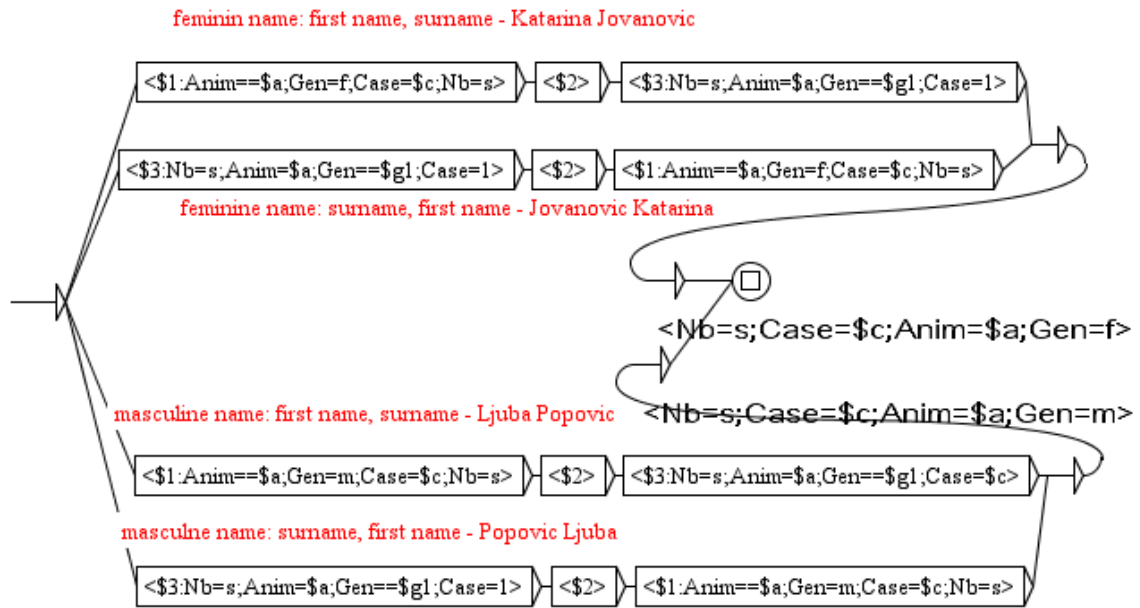 feminin name: first name, surname - Katarina Jovanovic
<$1:Anim==$a;Gen=f;Case=$c;Nb=s> <$2> <$3:Nb=s;Anim=$a;Gen==$g1;Case=1>
<$3:Nb=s;Anim=$a;Gen==$g1;Case=1> <$2> <$1:Anim==$a;Gen=f;Case=$c;Nb=s>
feminine name: surname, first name - Jovanovic Katarina
<Nb=s;Case=$c;Anim=$a;Gen=f>
<Nb=s;Case=$c;Anim=$a;Gen=m>
masculine name: first name, surname - Ljuba Popovic
<$1:Anim==$a;Gen=m;Case=$c;Nb=s> <$2> <$3:Nb=s;Anim=$a;Gen==$g1;Case=$c>
masculne name: surname, first name - Popovic Ljuba
<$3:Nb=s;Anim=$a;Gen==$g1;Case=1> <$2> <$1:Anim==$a;Gen=m;Case=$c;Nb=s>